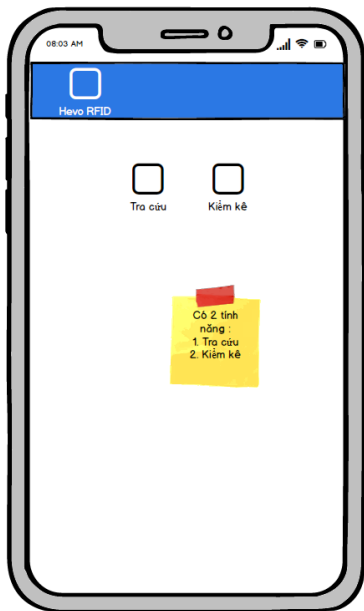 08:03 AM
Hevo RFID
Tra cứu
Kiểm kê
Có 2 tính
năng :
1. Tra cứu
2. Kiểm kê